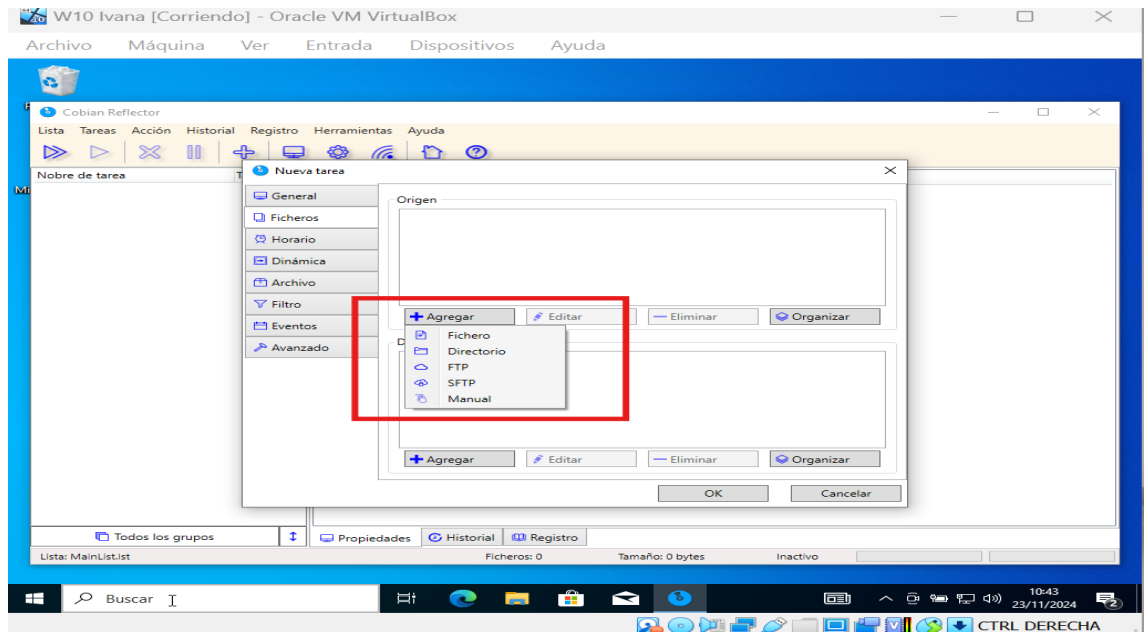 W10 Ivana [Corriendo] - Oracle VM VirtualBox
Archivo Máquina Ver Entrada Dispositivos Ayuda
Cobian Reflector
Lista Tareas Acción Historial Registro Herramientas Ayuda
Nobre de tarea
Nueva tarea
General
Ficheros
Horario
Dinámica
Archivo
Filtro
Eventos
Avanzado
Origen
Agregar Editar Eliminar Organizar
Fichero
Directorio
FTP
SFTP
Manual
Agregar Editar Eliminar Organizar
OK Cancelar
Todos los grupos
Propiedades Historial Registro
Lista: MainList.lst Ficheros: 0 Tamaño: 0 bytes Inactivo
Buscar
10:43
23/11/2024
2
CTRL DERECHA